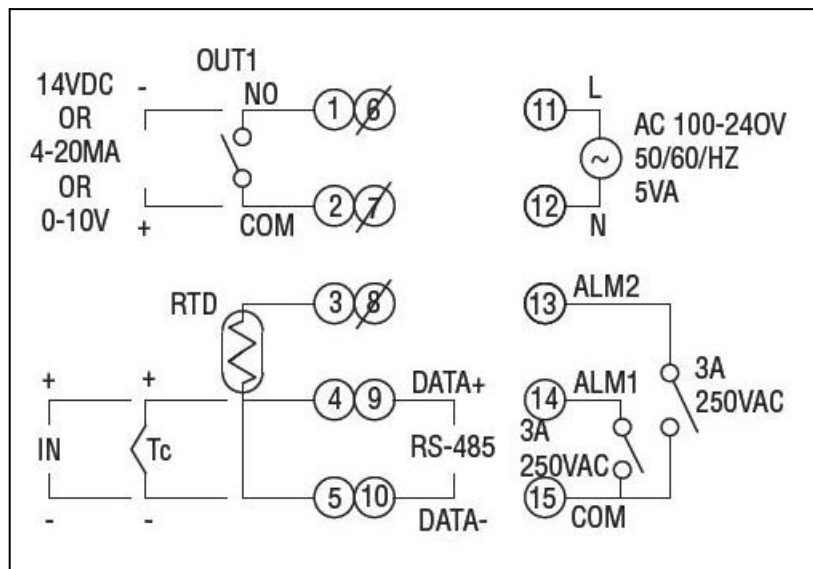 OUT1
14VDC
OR
4-20MA
OR
0-10V
-
+
NO
COM
1 6
2 7
11 L
12 N
AC 100-240V
50/60/HZ
5VA
RTD
3 8
4 9
5 10
+ +
IN Tc
- -
DATA+
RS-485
DATA-
13 ALM2
14 ALM1
15 COM
3A
250VAC
3A
250VAC